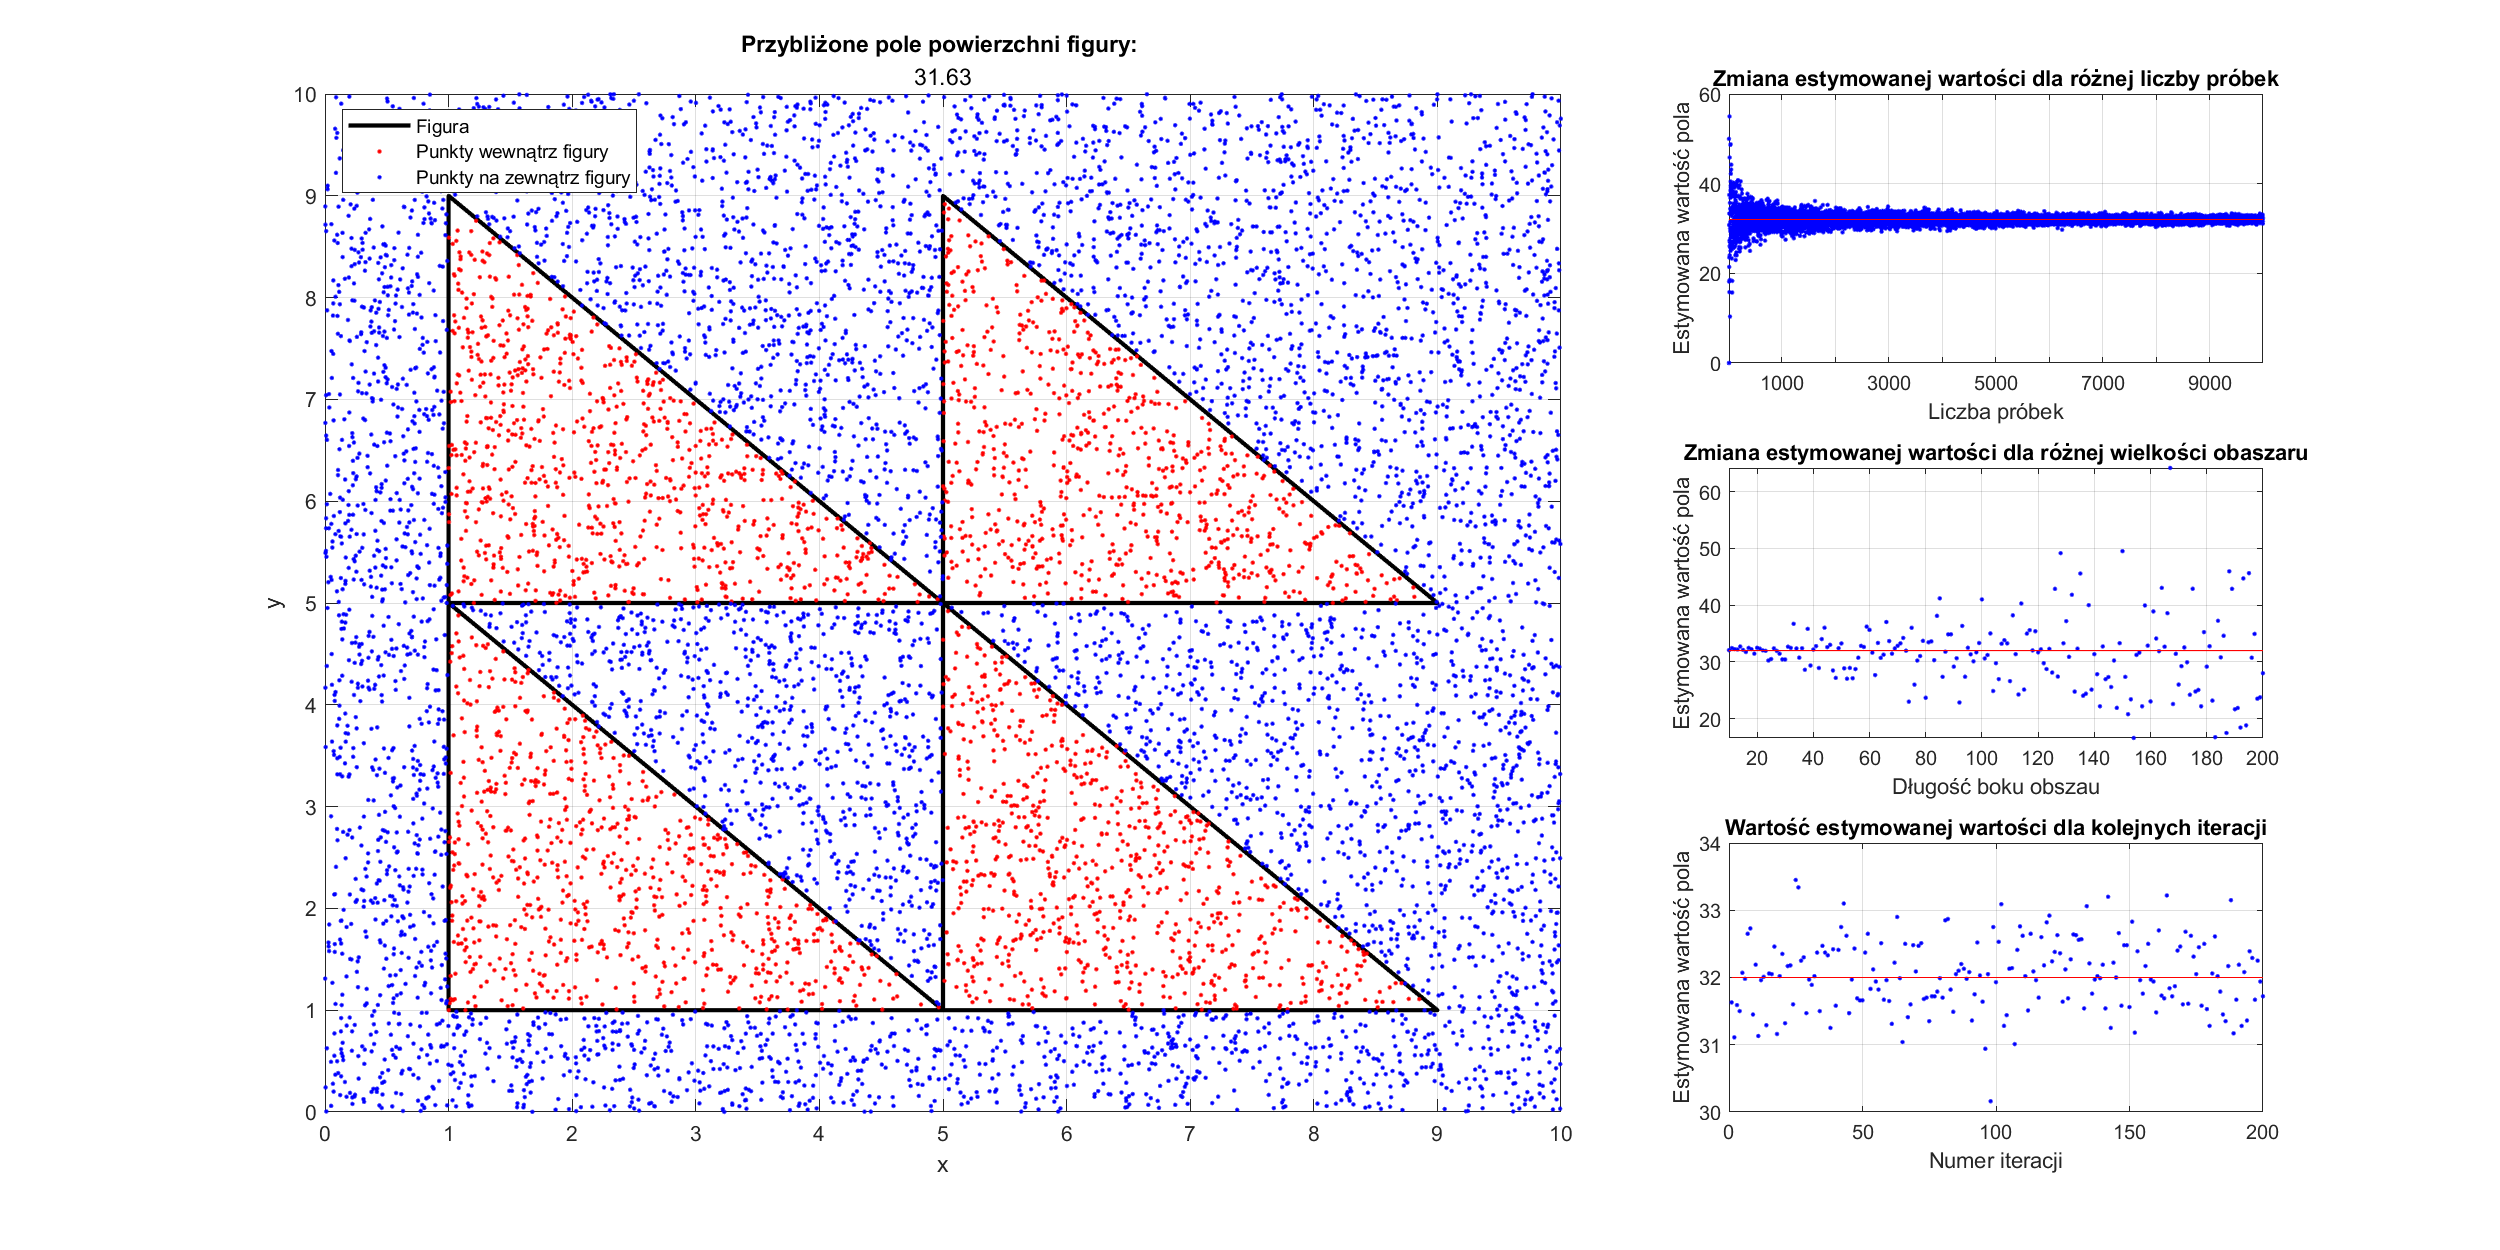 Przybliżone pole powierzchni figury:
31.63
Figura
Punkty wewnątrz figury
Punkty na zewnątrz figury
10
9
8
7
6
5
4
3
2
1
0
y
0 1 2 3 4 5 6 7 8 9 10
x
Zmiana estymowanej wartości dla różnej liczby próbek
Estymowana wartość pola
60
40
20
0
1000 3000 5000 7000 9000
Liczba próbek
Zmiana estymowanej wartości dla różnej wielkości obaszaru
Estymowana wartość pola
60
50
40
30
20
20 40 60 80 100 120 140 160 180 200
Długość boku obszau
Wartość estymowanej wartości dla kolejnych iteracji
Estymowana wartość pola
34
33
32
31
30
0 50 100 150 200
Numer iteracji